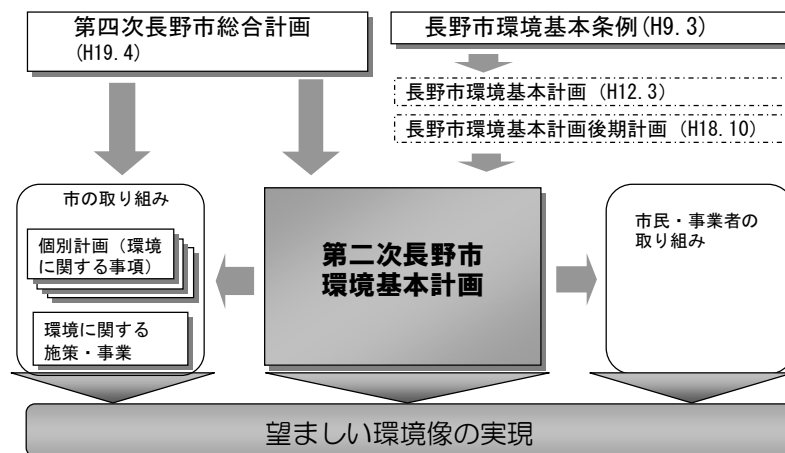 第四次長野市総合計画
(H19.4)
長野市環境基本条例(H9.3)
長野市環境基本計画（H12.3）
長野市環境基本計画後期計画（H18.10）
市の取り組み
個別計画（環境
に関する事項）
環境に関する
施策・事業
第二次長野市
環境基本計画
市民・事業者の
取り組み
望ましい環境像の実現